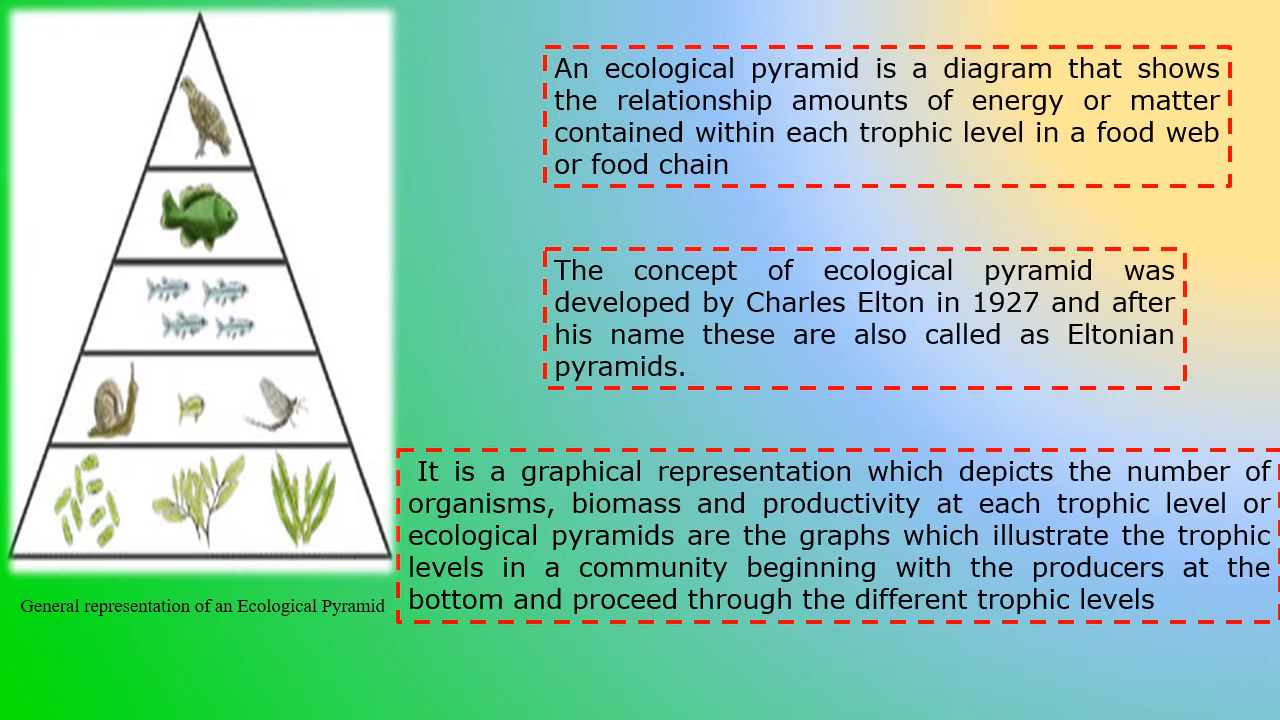 An ecological pyramid is a diagram that shows
the relationship amounts of energy or matter
contained within each trophic level in a food web
or food chain
The concept of ecological pyramid was
developed by Charles Elton in 1927 and after
his name these are also called as Eltonian
pyramids.
It is a graphical representation which depicts the number of
organisms, biomass and productivity at each trophic level or
ecological pyramids are the graphs which illustrate the trophic
levels in a community beginning with the producers at the
bottom and proceed through the different trophic levels
General representation of an Ecological Pyramid